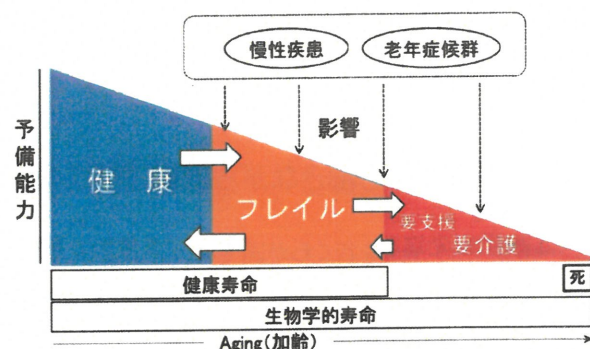 慢性疾患
老年症候群
影響
予備能力
健 康
フレイル
要支援
要介護
死
健康寿命
生物学的寿命
Aging(加齢)